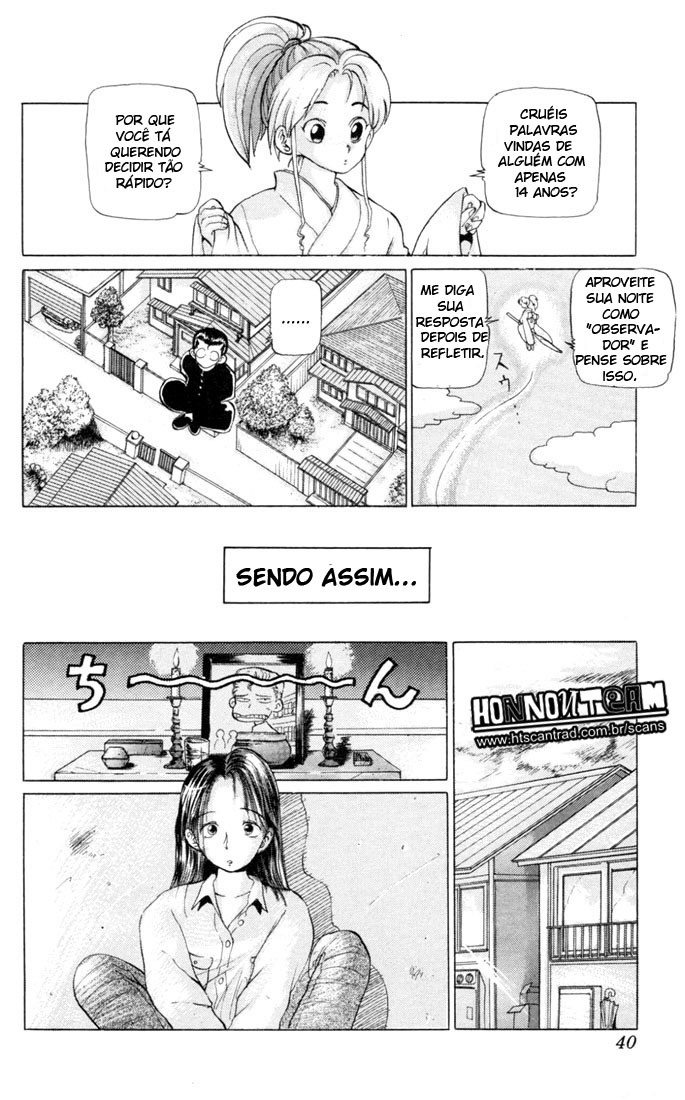 CRUÉIS
PALAVRAS
VINDAS DE
ALGUÉM COM
APENAS
14 ANOS?
POR QUE
VOCÊ TÁ
QUERENDO
DECIDIR TÃO
RÁPIDO?
APROVEITE
SUA NOITE
COMO
"OBSERVA-
DOR" E
PENSE SOBRE
ISSO.
ME DIGA
SUA
RESPOSTA
DEPOIS DE
REFLETIR.
スゥ
......
SENDO ASSIM...
HONNOUTEAM
www.htscantrad.com.br/scans
ち〜〜〜ん
40